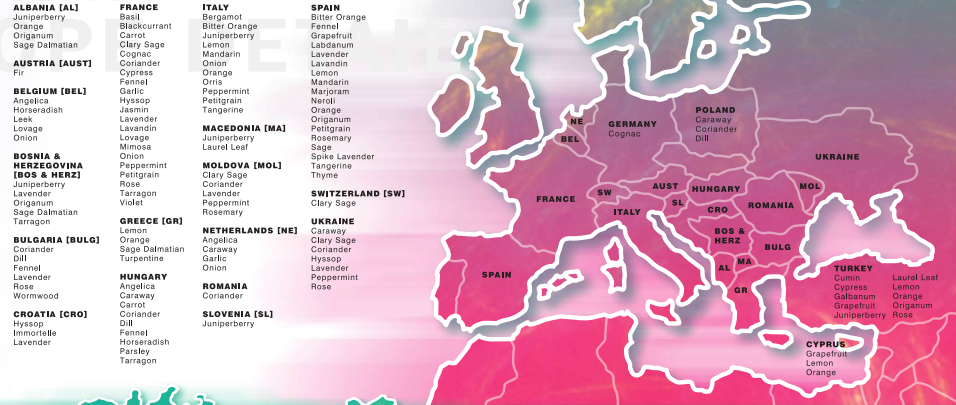 ALBANIA [AL]
Juniperberry
Orange
Origanum
Sage Dalmatian
AUSTRIA [AUST]
Fir
BELGIUM [BEL]
Angelica
Horseradish
Leek
Lovage
Onion
BOSNIA &
HERZEGOVINA
[BOS & HERZ]
Juniperberry
Lavender
Origanum
Sage Dalmatian
Tarragon
BULGARIA [BULG]
Coriander
Dill
Fennel
Lavender
Rose
Wormwood
CROATIA [CRO]
Hyssop
Immortelle
Lavender
FRANCE
Basil
Blackcurrant
Carrot
Clary Sage
Cognac
Coriander
Cypress
Fennel
Garlic
Hyssop
Jasmin
Lavender
Lavandin
Lovage
Mimosa
Onion
Peppermint
Petitgrain
Rose
Tarragon
Violet
GREECE [GR]
Lemon
Orange
Sage Dalmatian
Turpentine
HUNGARY
Angelica
Caraway
Carrot
Coriander
Dill
Fennel
Horseradish
Parsley
Tarragon
ITALY
Bergamot
Bitter Orange
Juniperberry
Lemon
Mandarin
Onion
Orange
Orris
Peppermint
Petitgrain
Tangerine
MACEDONIA [MA]
Juniperberry
Laurel Leaf
MOLDOVA [MOL]
Clary Sage
Coriander
Lavender
Peppermint
Rosemary
NETHERLANDS [NE]
Angelica
Caraway
Garlic
Onion
ROMANIA
Coriander
SLOVENIA [SL]
Juniperberry
SPAIN
Bitter Orange
Fennel
Grapefruit
Labdanum
Lavender
Lavandin
Lemon
Mandarin
Marjoram
Neroli
Orange
Origanum
Petitgrain
Rosemary
Sage
Spike Lavender
Tangerine
Thyme
SWITZERLAND [SW]
Clary Sage
UKRAINE
Caraway
Clary Sage
Coriander
Hyssop
Lavender
Peppermint
Rose
NE
BEL
GERMANY
Cognac
POLAND
Caraway
Coriander
Dill
UKRAINE
FRANCE
SW
AUST
HUNGARY
MOL
SL
CRO
ROMANIA
ITALY
BOS &
HERZ
BULG
SPAIN
AL
MA
GR
TURKEY
Cumin
Cypress
Galbanum
Grapefruit
Juniperberry
Laurel Leaf
Lemon
Orange
Origanum
Rose
CYPRUS
Grapefruit
Lemon
Orange